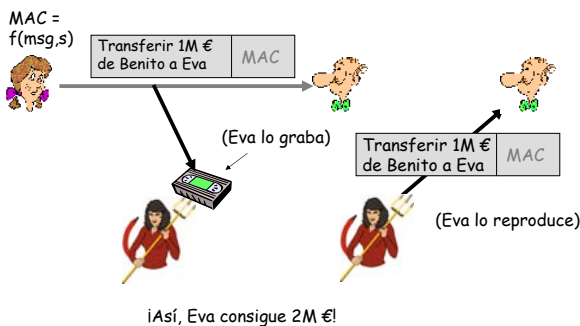 MAC =
f(msg,s)
Transferir 1M €
de Benito a Eva
MAC
(Eva lo graba)
Transferir 1M €
de Benito a Eva
MAC
(Eva lo reproduce)
¡Así, Eva consigue 2M €!